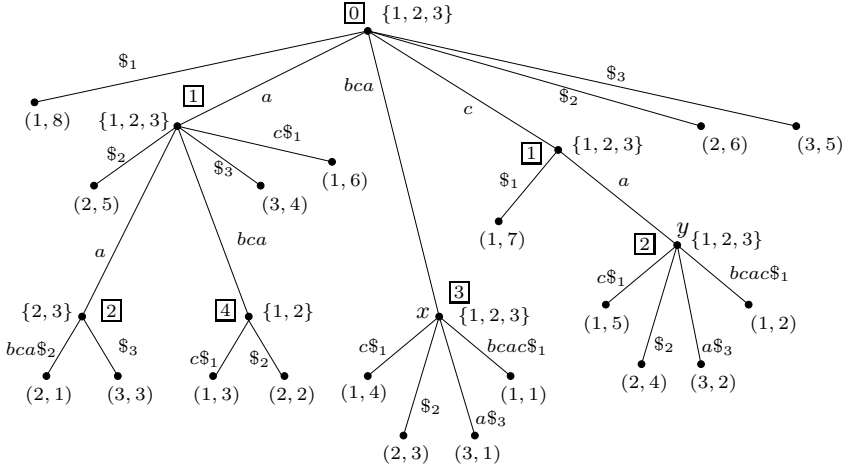 0 {1, 2, 3}
$₁ a bca c $₂ $₃
(1, 8) 1 {1, 2, 3} (2, 6) (3, 5)
$₂ $₃ c$₁ 1 {1, 2, 3}
(2, 5) (3, 4) (1, 6)
$₁ a
(1, 7)
a bca
y 2 {1, 2, 3}
c$₁ $₂ a$₃ bcac$₁
(1, 5) (2, 4) (3, 2) (1, 2)
{2, 3} 2 4 {1, 2} x 3 {1, 2, 3}
bca$₂ $₃ c$₁ $₂ c$₁ $₂ a$₃ bcac$₁
(2, 1) (3, 3) (1, 3) (2, 2) (1, 4) (1, 1)
(2, 3) (3, 1)